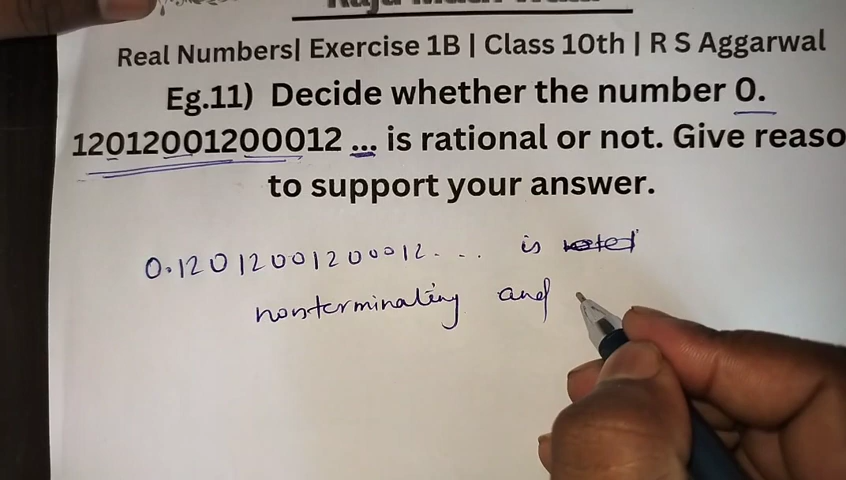 Real Numbers| Exercise 1B | Class 10th | R S Aggarwal
Eg.11) Decide whether the number 0.
12012001200012 ... is rational or not. Give reaso
to support your answer.
0.12012001200012.... is
nonterminating and